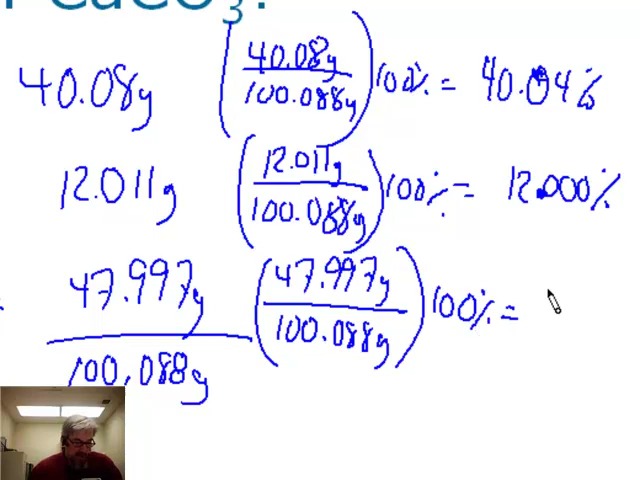 CaCO3?
40.08g (40.08g / 100.088g) 100% = 40.04%
12.011g (12.011g / 100.088g) 100% = 12.000%
47.997g (47.997g / 100.088g) 100% =
100.088g